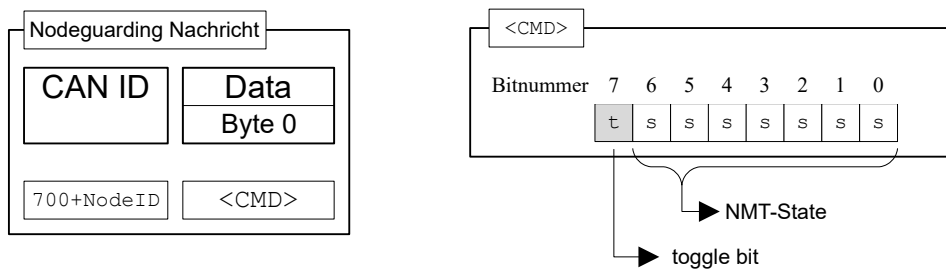 Nodeguarding Nachricht
CAN ID
Data
Byte 0
700+NodeID
<CMD>
<CMD>
Bitnummer 7 6 5 4 3 2 1 0
t s s s s s s s
NMT-State
toggle bit